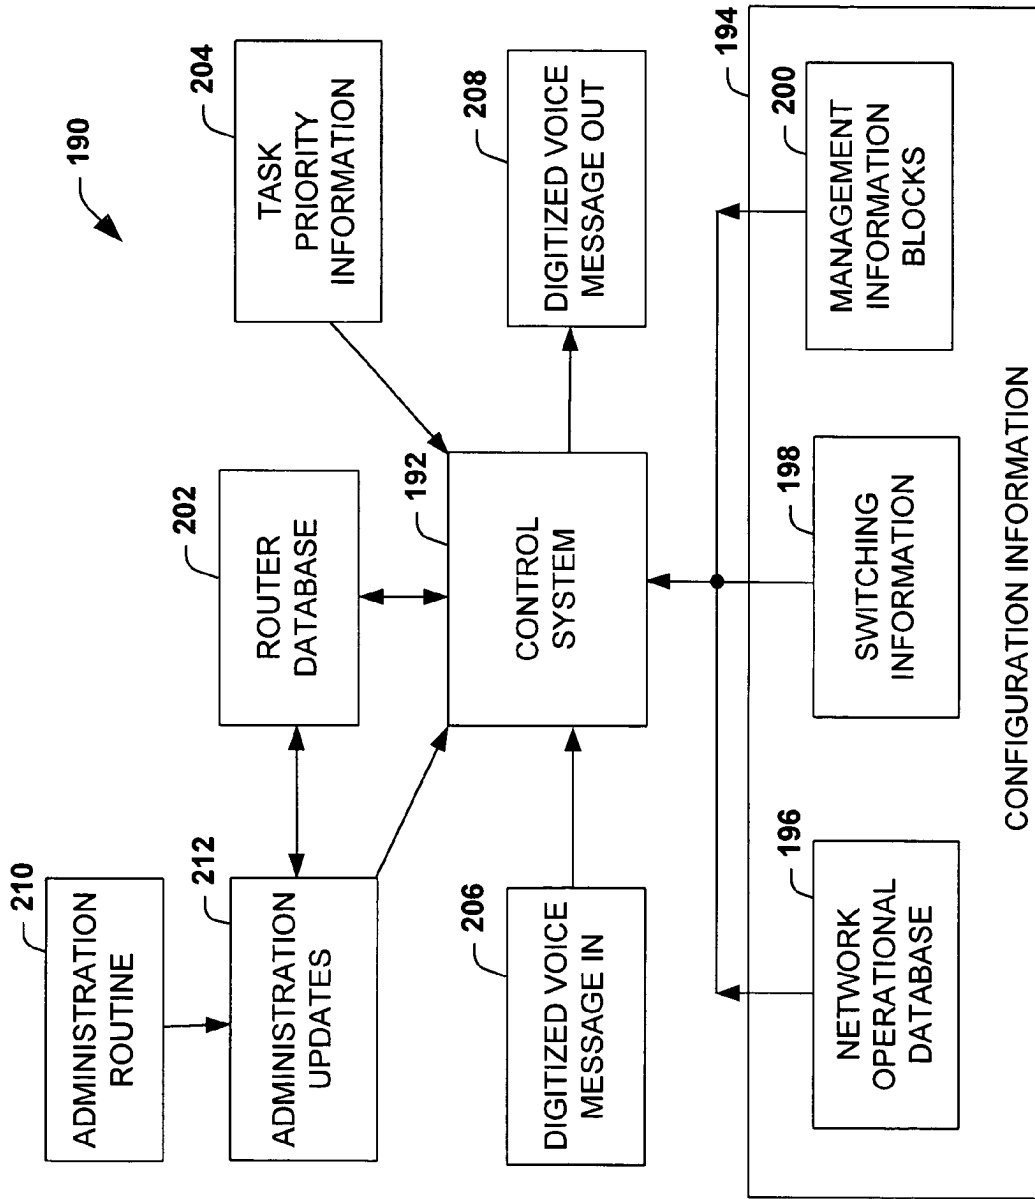 190
210
ADMINISTRATION
ROUTINE
212
ADMINISTRATION
UPDATES
202
ROUTER
DATABASE
204
TASK
PRIORITY
INFORMATION
206
DIGITIZED VOICE
MESSAGE IN
192
CONTROL
SYSTEM
208
DIGITIZED VOICE
MESSAGE OUT
194
196
NETWORK
OPERATIONAL
DATABASE
198
SWITCHING
INFORMATION
200
MANAGEMENT
INFORMATION
BLOCKS
CONFIGURATION INFORMATION